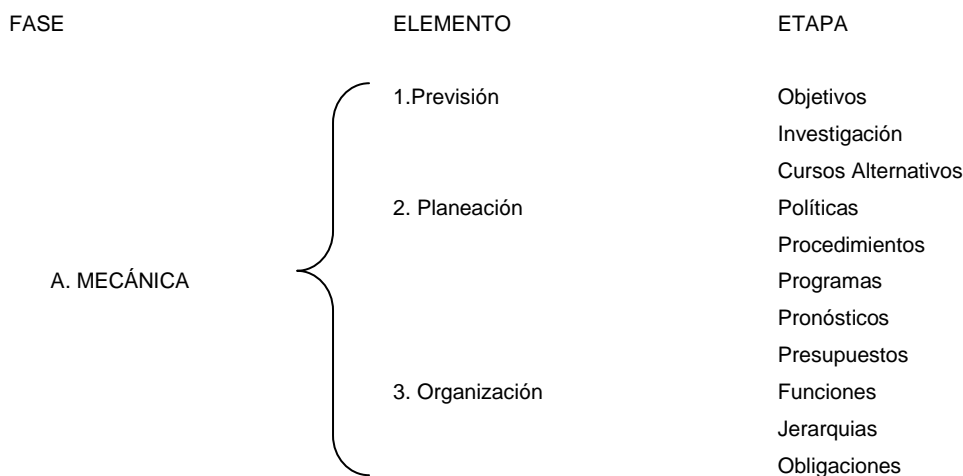 FASE ELEMENTO ETAPA
1.Previsión Objetivos
Investigación
Cursos Alternativos
2. Planeación Políticas
Procedimientos
A. MECÁNICA Programas
Pronósticos
Presupuestos
3. Organización Funciones
Jerarquias
Obligaciones